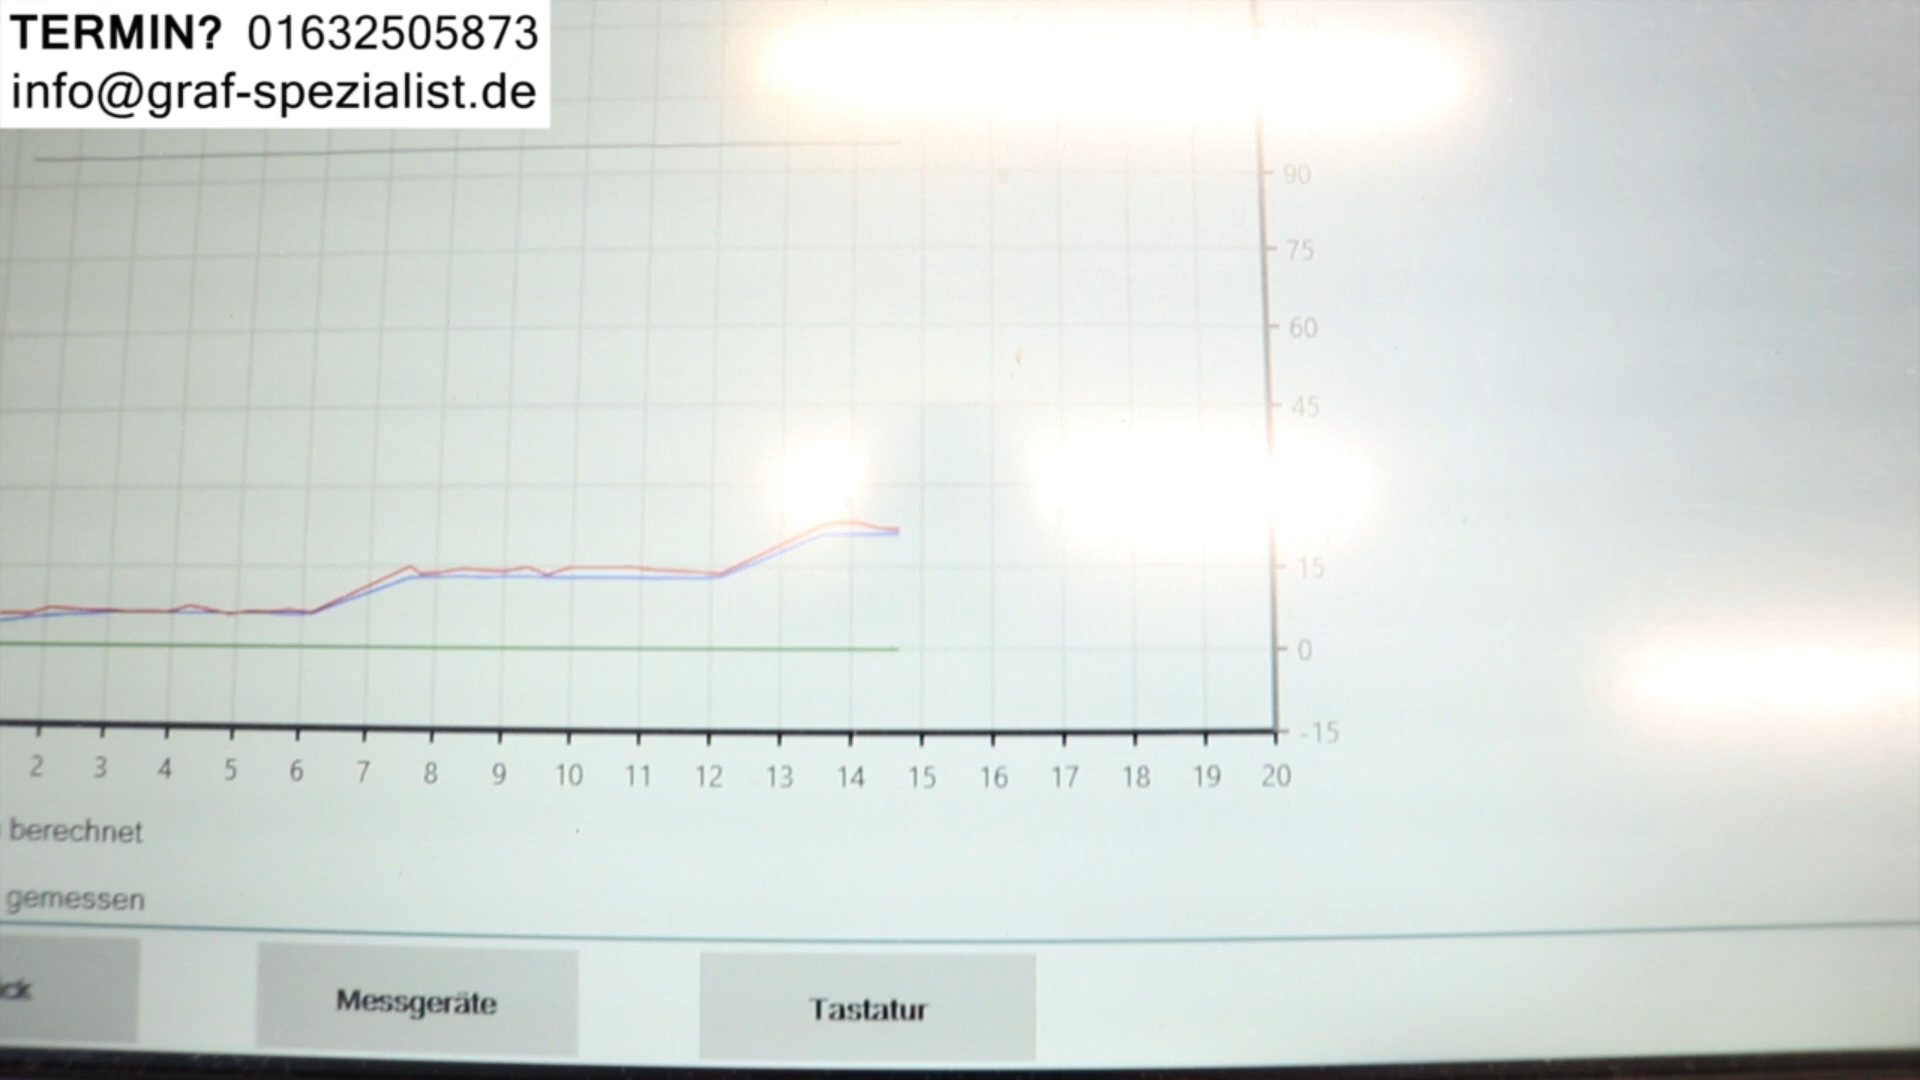 TERMIN? 01632505873
info@graf-spezialist.de
90
75
60
45
15
0
-15
2 3 4 5 6 7 8 9 10 11 12 13 14 15 16 17 18 19 20
berechnet
gemessen
Messgeräte
Tastatur